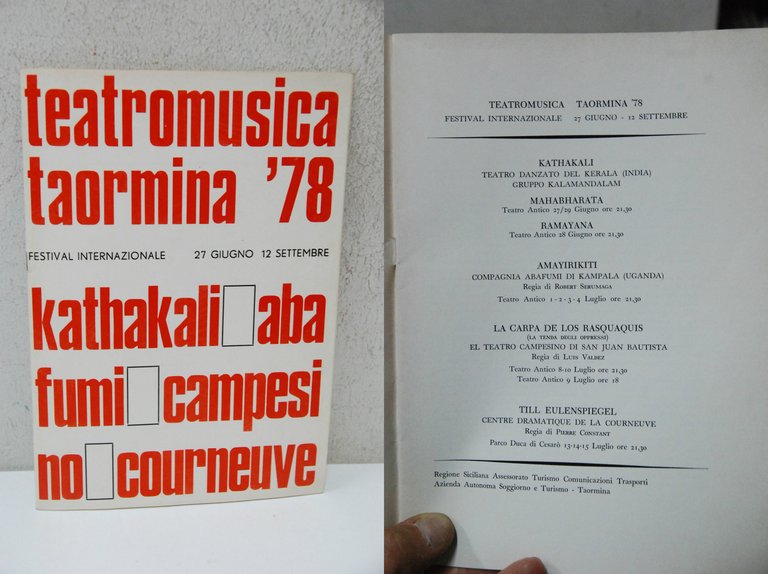 teatromusica
taormina '78
FESTIVAL INTERNAZIONALE 27 GIUGNO 12 SETTEMBRE
kathakali aba
fumi campesi
no courneuve
TEATROMUSICA TAORMINA '78
FESTIVAL INTERNAZIONALE 27 GIUGNO - 12 SETTEMBRE
KATHAKALI
TEATRO DANZATO DEL KERALA (INDIA)
GRUPPO KALAMANDALAM
MAHABHARATA
Teatro Antico 27/29 Giugno ore 21,30
RAMAYANA
Teatro Antico 28 Giugno ore 21,30
AMAYIRIKITI
COMPAGNIA ABAFUMI DI KAMPALA (UGANDA)
Regia di ROBERT SERUMAGA
Teatro Antico 1 - 2 - 3 - 4 Luglio ore 21,30
LA CARPA DE LOS RASQUAQUIS
(LA TENDA DEGLI OPPRESSI)
EL TEATRO CAMPESINO DI SAN JUAN BAUTISTA
Regia di LUIS VALDEZ
Teatro Antico 8-10 Luglio ore 21,30
Teatro Antico 9 Luglio ore 18
TILL EULENSPIEGEL
CENTRE DRAMATIQUE DE LA COURNEUVE
Regia di PIERRE CONSTANT
Parco Duca di Cesarò 13-14-15 Luglio ore 21,30
Regione Siciliana Assessorato Turismo Comunicazioni Trasporti
Azienda Autonoma Soggiorno e Turismo - Taormina